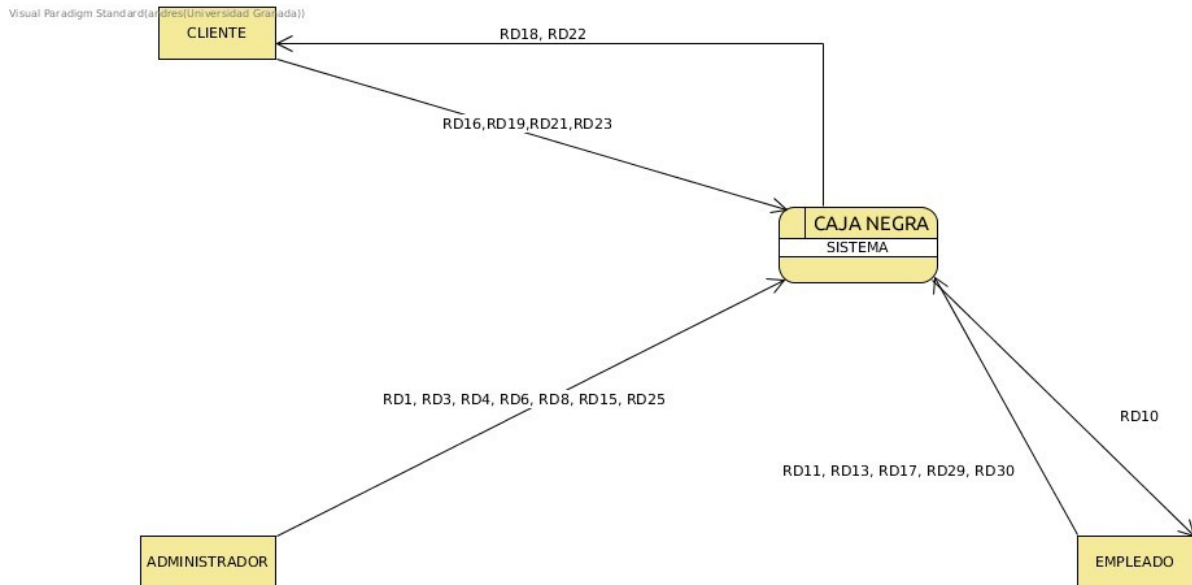 Visual Paradigm Standard(andres(Universidad Granada))
CLIENTE
RD18, RD22
RD16,RD19,RD21,RD23
CAJA NEGRA
SISTEMA
RD1, RD3, RD4, RD6, RD8, RD15, RD25
RD10
RD11, RD13, RD17, RD29, RD30
ADMINISTRADOR
EMPLEADO